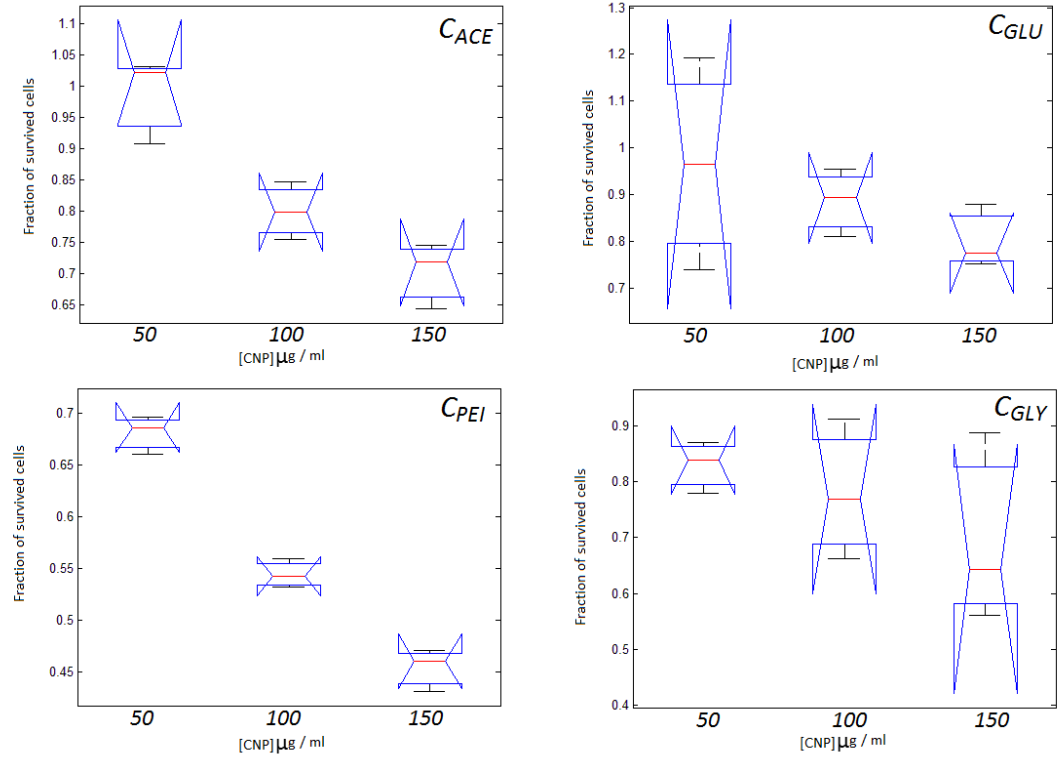 C_ACE
Fraction of survived cells
1.1
1.05
1
0.95
0.9
0.85
0.8
0.75
0.7
0.65
50 100 150
[CNP] μg / ml
C_GLU
Fraction of survived cells
1.3
1.2
1.1
1
0.9
0.8
0.7
50 100 150
[CNP] μg / ml
C_PEI
Fraction of survived cells
0.7
0.65
0.6
0.55
0.5
0.45
50 100 150
[CNP] μg / ml
C_GLY
Fraction of survived cells
0.9
0.8
0.7
0.6
0.5
0.4
50 100 150
[CNP] μg / ml